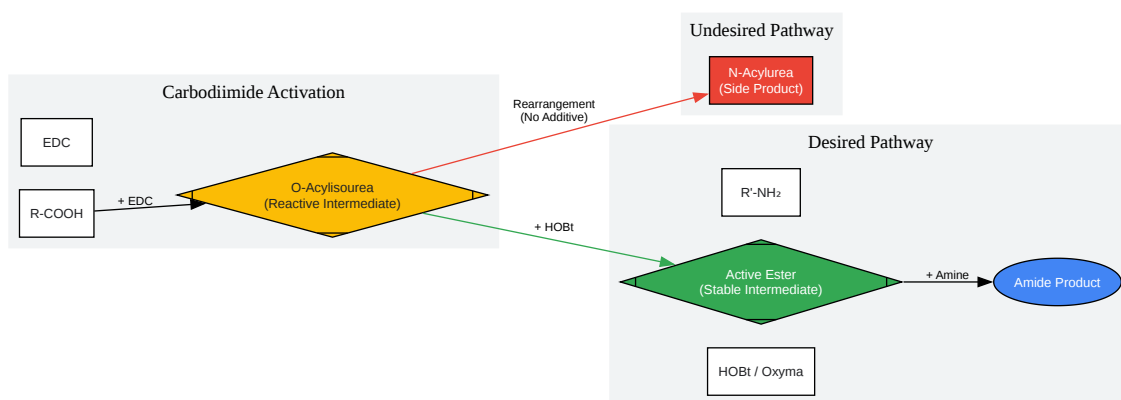 Undesired Pathway
N-Acylurea
(Side Product)
Carbodiimide Activation
EDC
R-COOH
+ EDC
O-Acylisourea
(Reactive Intermediate)
Rearrangement
(No Additive)
+ HOBt
Desired Pathway
R'-NH₂
Active Ester
(Stable Intermediate)
+ Amine
Amide Product
HOBt / Oxyma